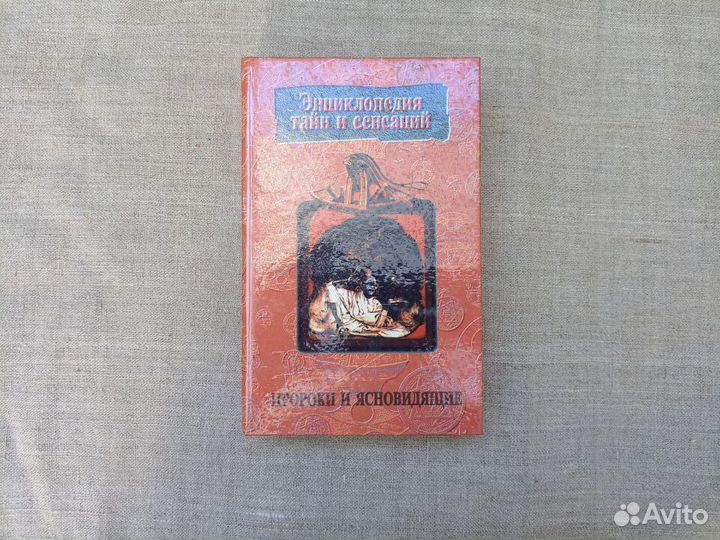 Энциклопедия
тайн и сенсаций
ПРОРОКИ И ЯСНОВИДЯЩИЕ
Avito